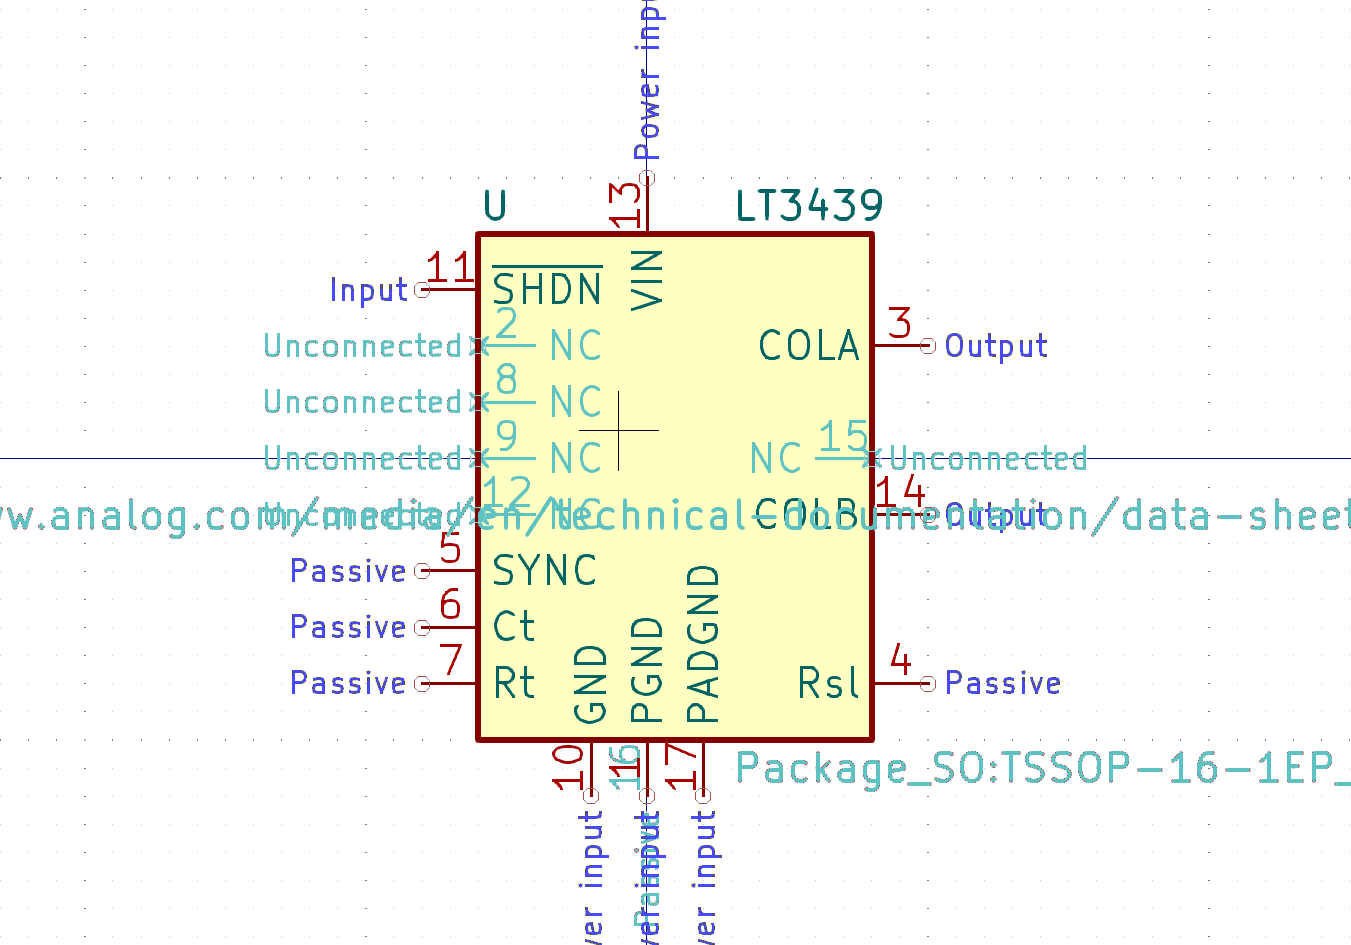 Power inp
13
U
LT3439
11
Input
SHDN
VIN
2
Unconnected
NC
3
COLA
Output
8
Unconnected
NC
9
Unconnected
NC
15
NC
Unconnected
12
Unconnected
NC
14
COLB
Output
w.analog.com/media/en/technical-documentation/data-sheet
5
Passive
SYNC
6
Passive
Ct
7
Passive
Rt
GND
PGND
PADGND
4
Rsl
Passive
10
16
1
17
Package_SO:TSSOP-16-1EP_
ver input
ver input
Passive
ver input